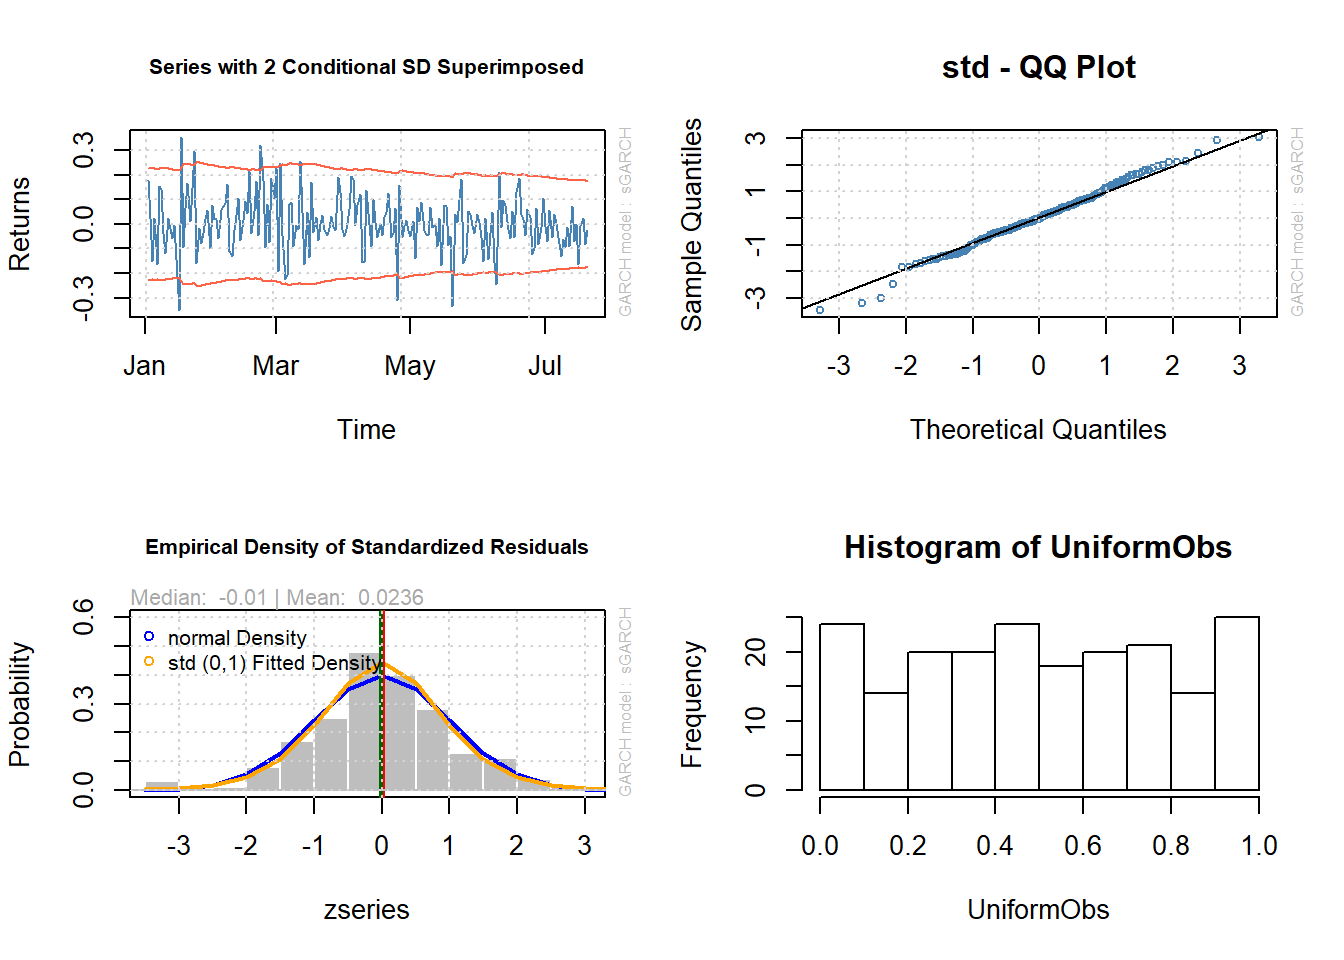 Series with 2 Conditional SD Superimposed
Returns
0.3
0.0
-0.3
Jan Mar May Jul
Time
GARCH model : sGARCH
std - QQ Plot
Sample Quantiles
3
1
-1
-3
-3 -2 -1 0 1 2 3
Theoretical Quantiles
GARCH model : sGARCH
Empirical Density of Standardized Residuals
Median: -0.01 | Mean: 0.0236
Probability
0.6
0.3
0.0
normal Density
std (0,1) Fitted Density
-3 -2 -1 0 1 2 3
zseries
GARCH model : sGARCH
Histogram of UniformObs
Frequency
20
10
0
0.0 0.2 0.4 0.6 0.8 1.0
UniformObs